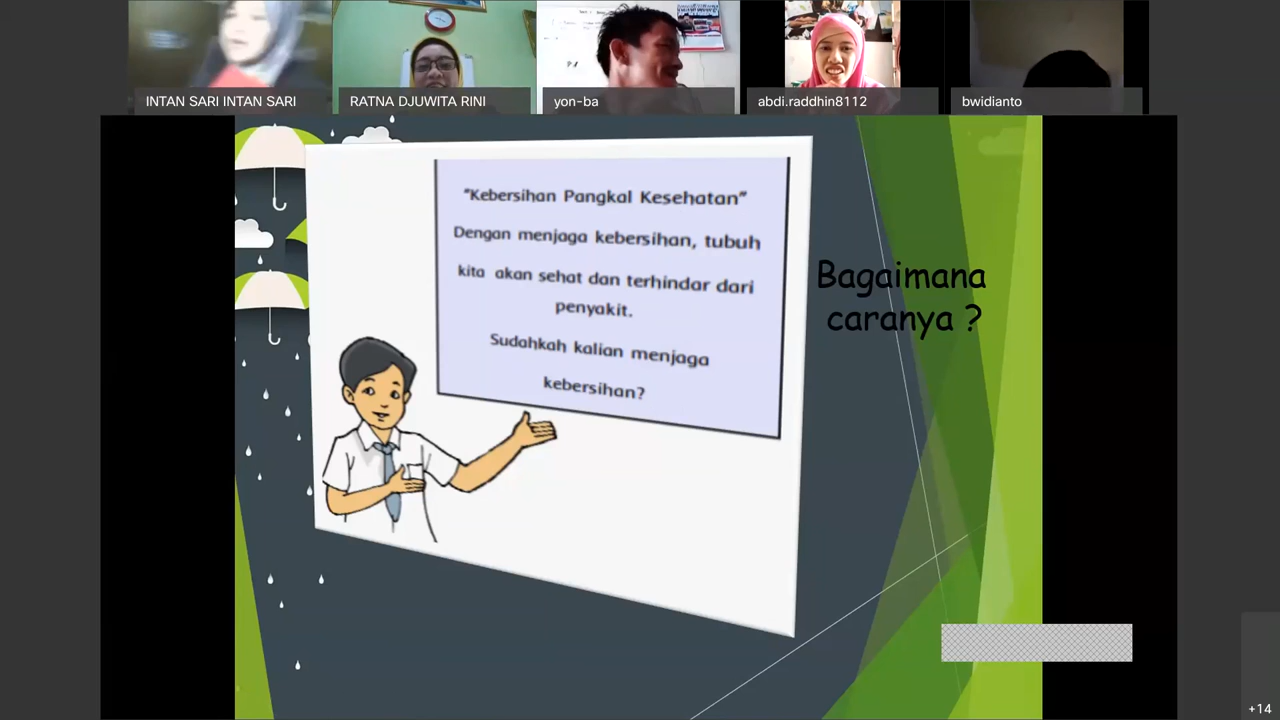 INTAN SARI INTAN SARI
RATNA DJUWITA RINI
yon-ba
abdi.raddhin8112
bwidianto
"Kebersihan Pangkal Kesehatan"
Dengan menjaga kebersihan, tubuh
kita akan sehat dan terhindar dari
penyakit.
Sudahkah kalian menjaga
kebersihan?
Bagaimana
caranya ?
+14